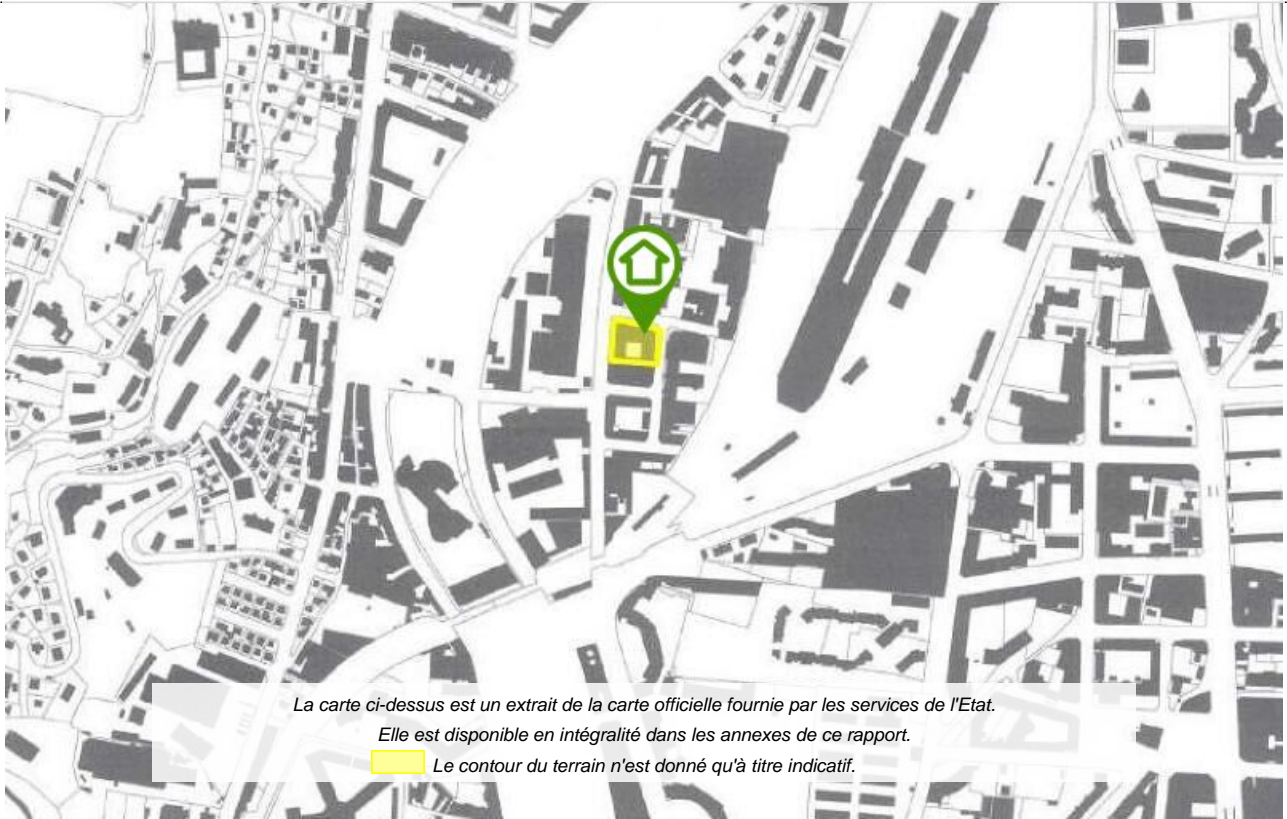 La carte ci-dessus est un extrait de la carte officielle fournie par les services de l'Etat.
Elle est disponible en intégralité dans les annexes de ce rapport.
Le contour du terrain n'est donné qu'à titre indicatif.